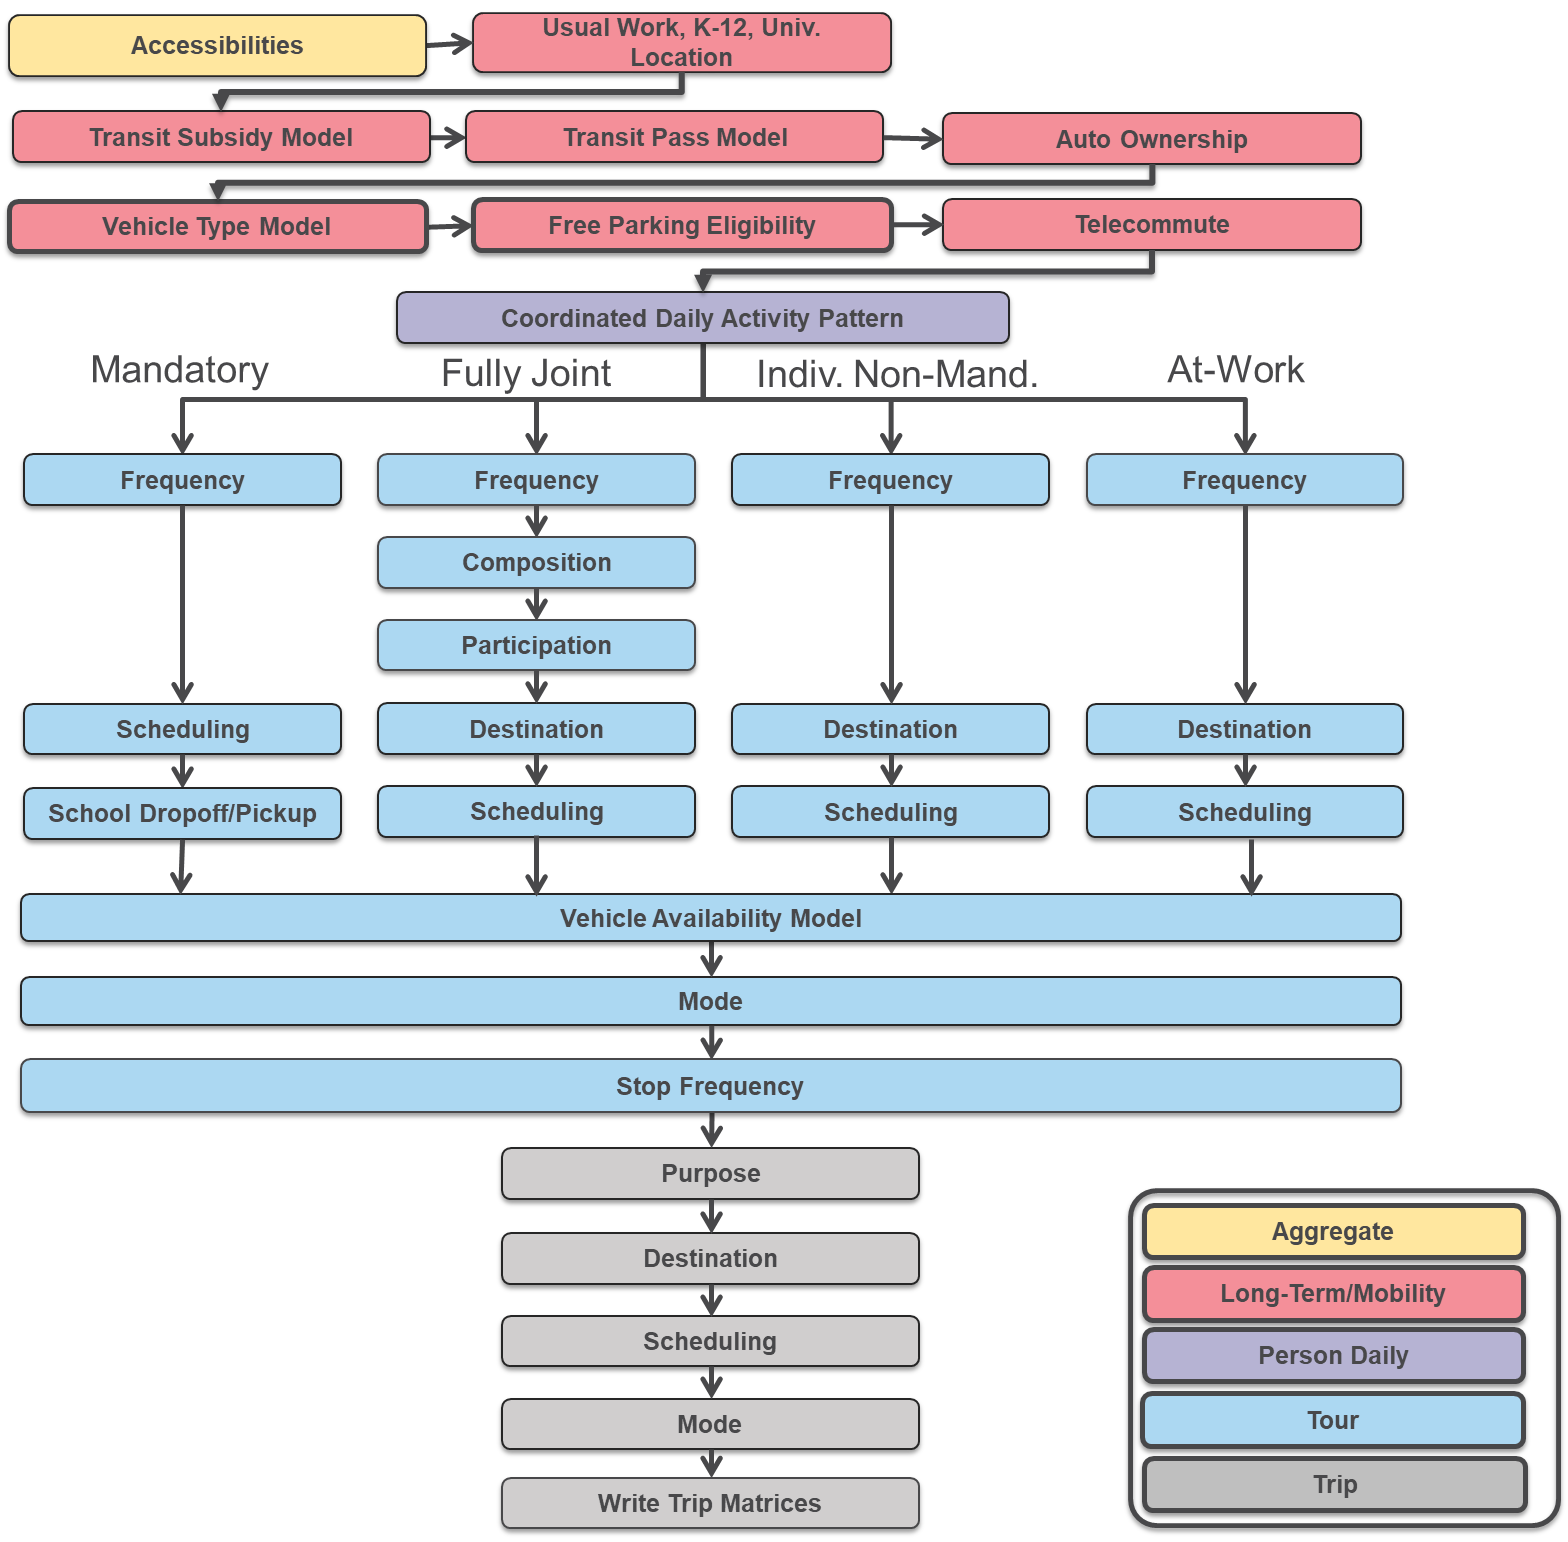 Accessibilities
Usual Work, K-12, Univ.
Location
Transit Subsidy Model
Transit Pass Model
Auto Ownership
Vehicle Type Model
Free Parking Eligibility
Telecommute
Coordinated Daily Activity Pattern
Mandatory
Fully Joint
Indiv. Non-Mand.
At-Work
Frequency
Frequency
Frequency
Frequency
Composition
Participation
Scheduling
Destination
Destination
Destination
School Dropoff/Pickup
Scheduling
Scheduling
Scheduling
Vehicle Availability Model
Mode
Stop Frequency
Purpose
Destination
Scheduling
Mode
Write Trip Matrices
Aggregate
Long-Term/Mobility
Person Daily
Tour
Trip